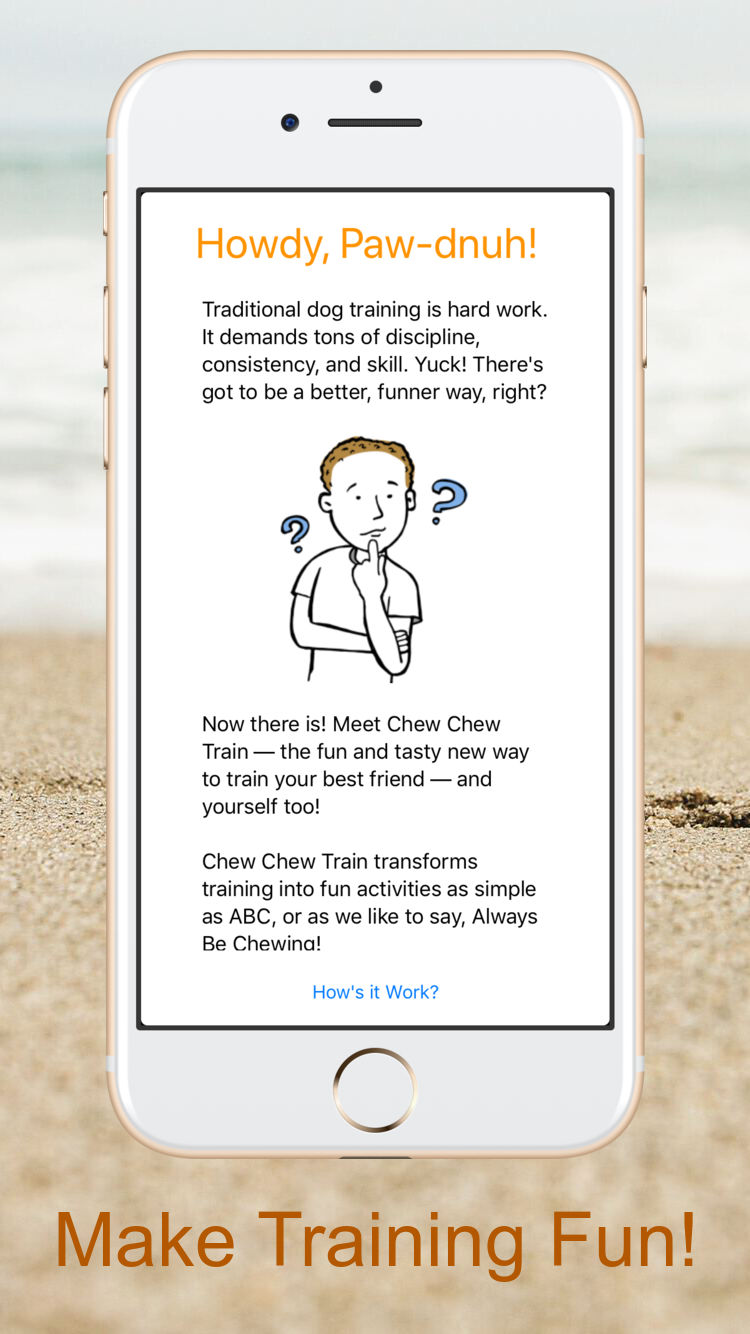 Howdy, Paw-dnuh!
Traditional dog training is hard work.
It demands tons of discipline,
consistency, and skill. Yuck! There's
got to be a better, funner way, right?
? ?
Now there is! Meet Chew Chew
Train — the fun and tasty new way
to train your best friend — and
yourself too!
Chew Chew Train transforms
training into fun activities as simple
as ABC, or as we like to say, Always
Be Chewing!
How's it Work?
Make Training Fun!